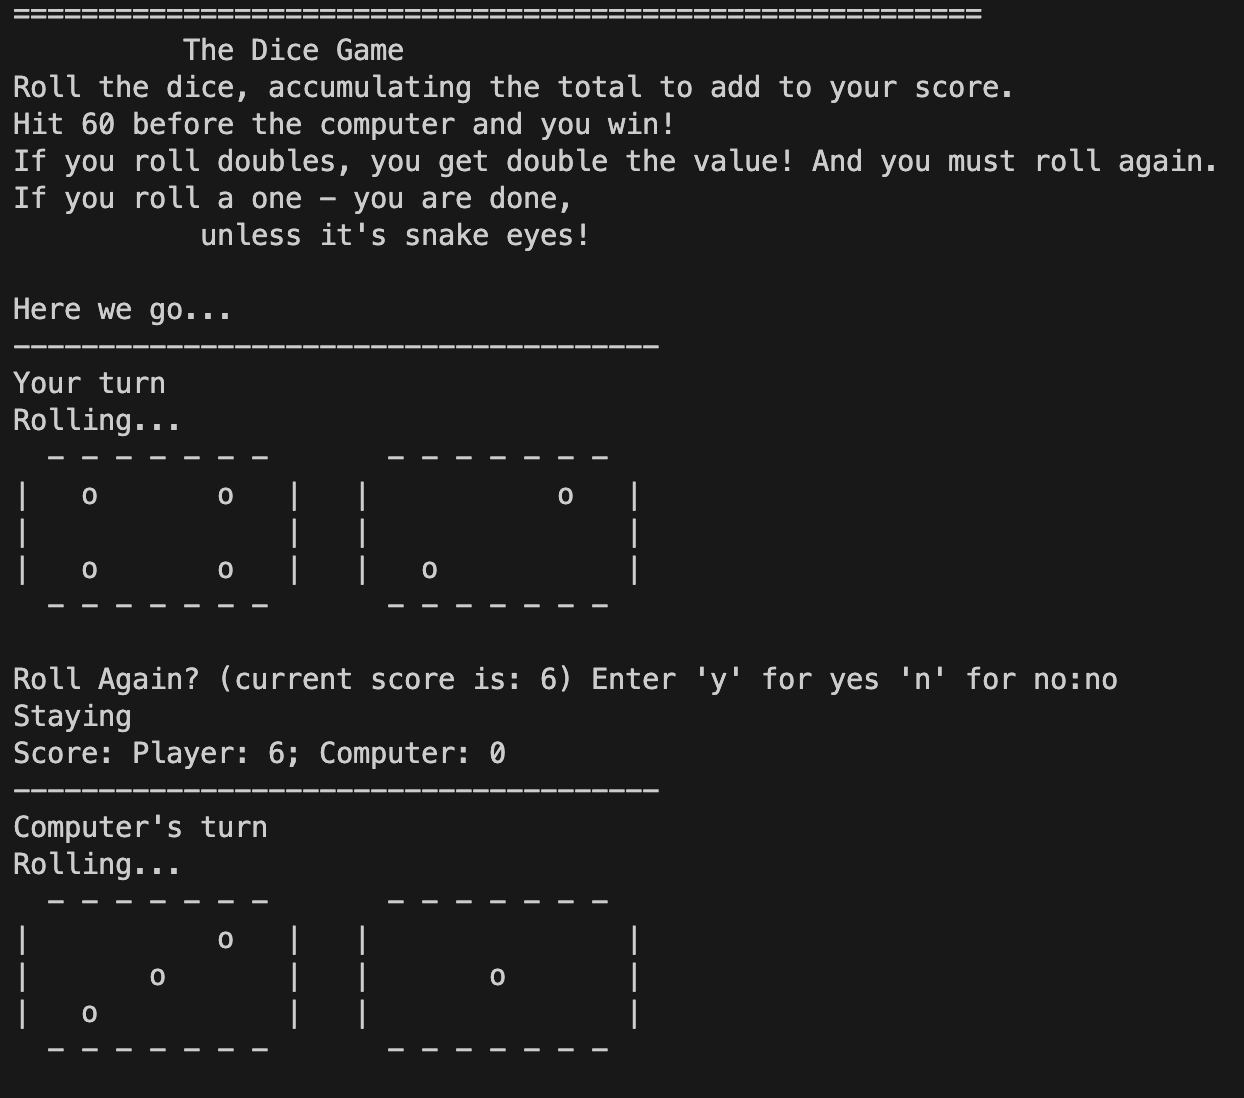 =========================================================
          The Dice Game
Roll the dice, accumulating the total to add to your score.
Hit 60 before the computer and you win!
If you roll doubles, you get double the value! And you must roll again.
If you roll a one – you are done,
           unless it's snake eyes!

Here we go...
--------------------------------------
Your turn
Rolling...
  - - - - - - -       - - - - - - -
|   o       o   |   |           o   |
|               |   |               |
|   o       o   |   |   o           |
  - - - - - - -       - - - - - - -

Roll Again? (current score is: 6) Enter 'y' for yes 'n' for no:no
Staying
Score: Player: 6; Computer: 0
--------------------------------------
Computer's turn
Rolling...
  - - - - - - -       - - - - - - -
|           o   |   |               |
|       o       |   |       o       |
|   o           |   |               |
  - - - - - - -       - - - - - - -